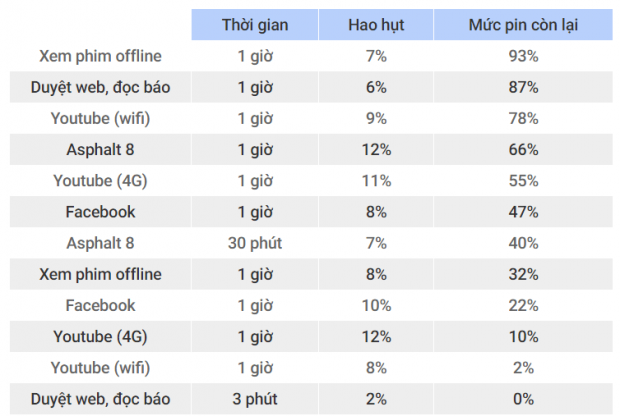 Thời gian Hao hụt Mức pin còn lại
Xem phim offline 1 giờ 7% 93%
Duyệt web, đọc báo 1 giờ 6% 87%
Youtube (wifi) 1 giờ 9% 78%
Asphalt 8 1 giờ 12% 66%
Youtube (4G) 1 giờ 11% 55%
Facebook 1 giờ 8% 47%
Asphalt 8 30 phút 7% 40%
Xem phim offline 1 giờ 8% 32%
Facebook 1 giờ 10% 22%
Youtube (4G) 1 giờ 12% 10%
Youtube (wifi) 1 giờ 8% 2%
Duyệt web, đọc báo 3 phút 2% 0%